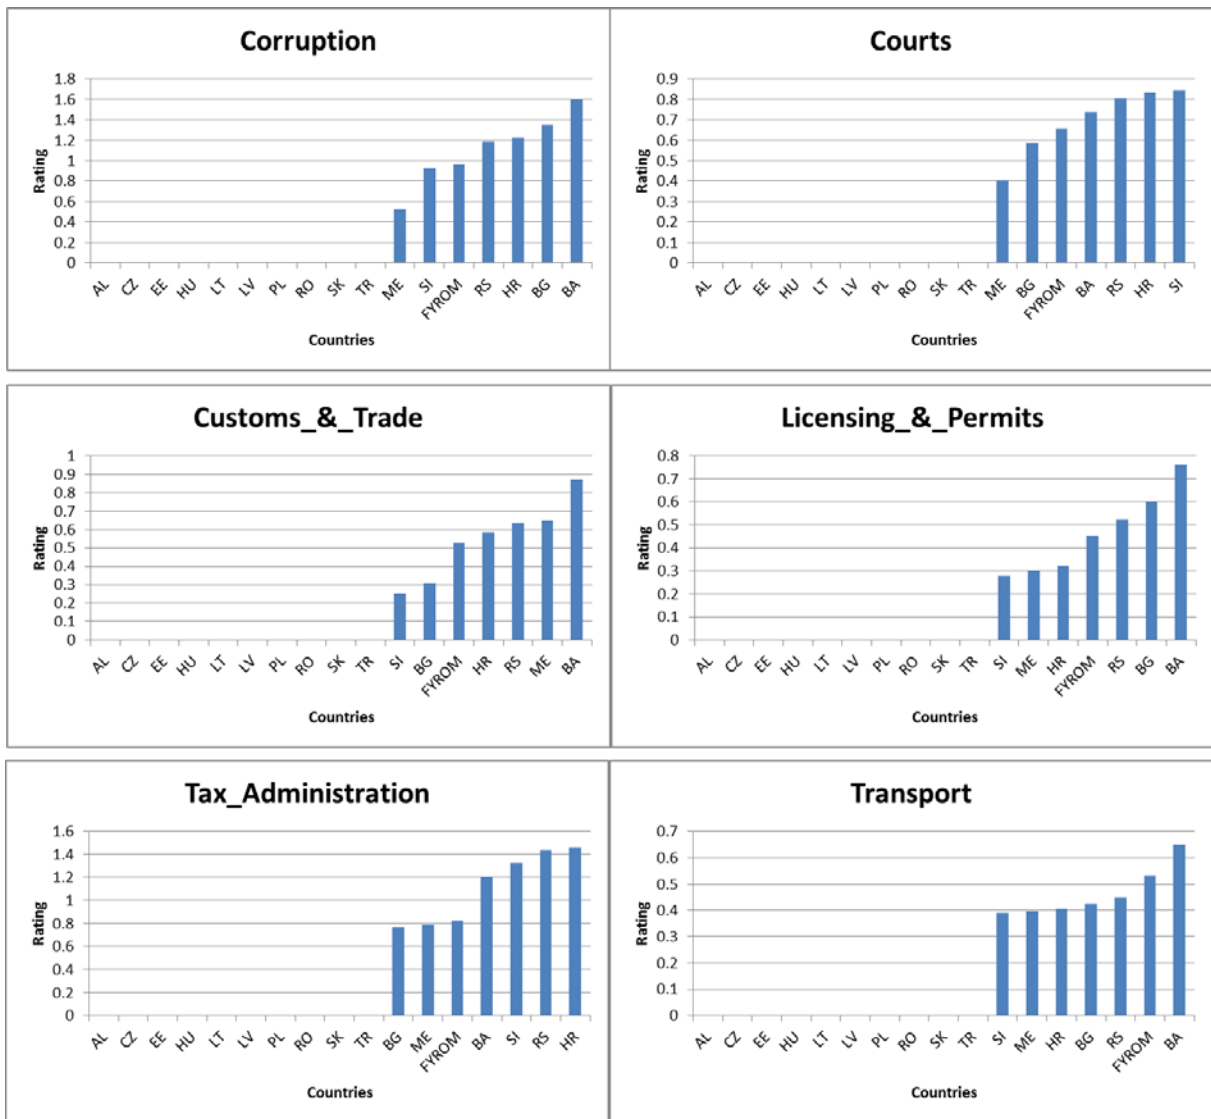 Corruption
Rating
1.8
1.6
1.4
1.2
1
0.8
0.6
0.4
0.2
0
AL CZ EE HU LT LV PL RO SK TR ME SI FYROM RS HR BG BA
Countries
Courts
Rating
0.9
0.8
0.7
0.6
0.5
0.4
0.3
0.2
0.1
0
AL CZ EE HU LT LV PL RO SK TR ME BG FYROM BA RS HR SI
Countries
Customs_&_Trade
Rating
1
0.9
0.8
0.7
0.6
0.5
0.4
0.3
0.2
0.1
0
AL CZ EE HU LT LV PL RO SK TR SI BG FYROM HR RS ME BA
Countries
Licensing_&_Permits
Rating
0.8
0.7
0.6
0.5
0.4
0.3
0.2
0.1
0
AL CZ EE HU LT LV PL RO SK TR SI ME HR FYROM RS BG BA
Countries
Tax_Administration
Rating
1.6
1.4
1.2
1
0.8
0.6
0.4
0.2
0
AL CZ EE HU LT LV PL RO SK TR BG ME FYROM BA SI RS HR
Countries
Transport
Rating
0.7
0.6
0.5
0.4
0.3
0.2
0.1
0
AL CZ EE HU LT LV PL RO SK TR SI ME HR BG RS FYROM BA
Countries